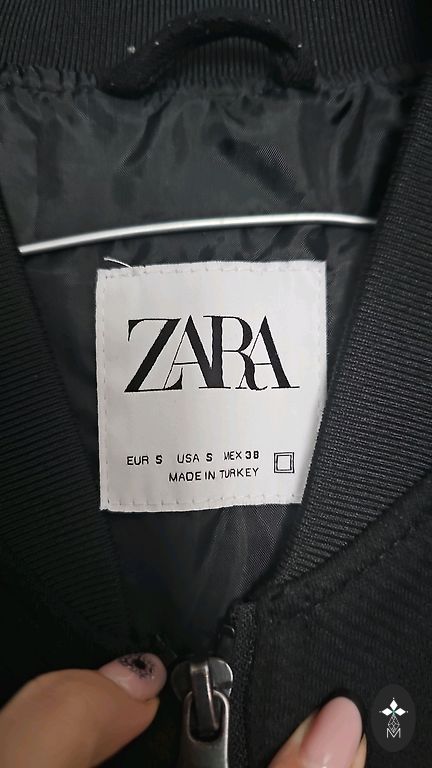 ZARA
EUR S USA S MEX 38
MADE IN TURKEY
M